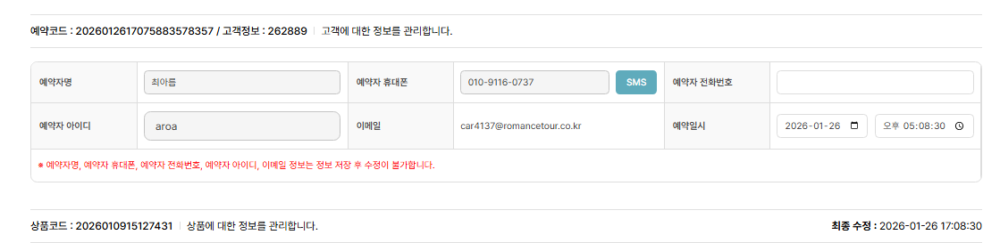 예약코드 : 2026012617075883578357 / 고객정보 : 262889 | 고객에 대한 정보를 관리합니다.
예약자명 최아름 예약자 휴대폰 010-9116-0737 SMS 예약자 전화번호
예약자 아이디 aroa 이메일 car4137@romancetour.co.kr 예약일시 2026-01-26 오후 05:08:30
※ 예약자명, 예약자 휴대폰, 예약자 전화번호, 예약자 아이디, 이메일 정보는 정보 저장 후 수정이 불가합니다.
상품코드 : 2026010915127431 | 상품에 대한 정보를 관리합니다. 최종 수정 : 2026-01-26 17:08:30